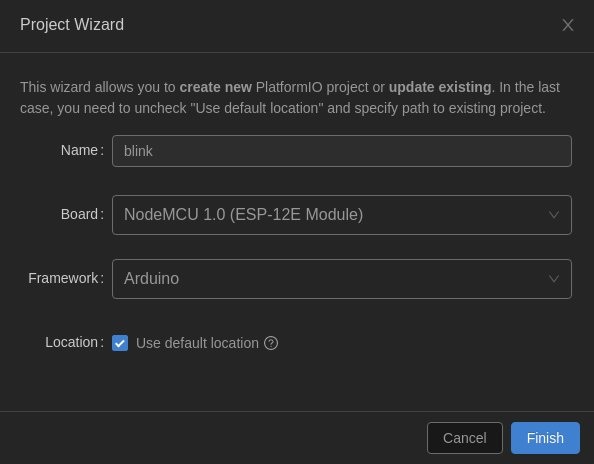 Project Wizard
This wizard allows you to create new PlatformIO project or update existing. In the last
case, you need to uncheck "Use default location" and specify path to existing project.
Name: blink
Board: NodeMCU 1.0 (ESP-12E Module)
Framework: Arduino
Location: Use default location
Cancel Finish